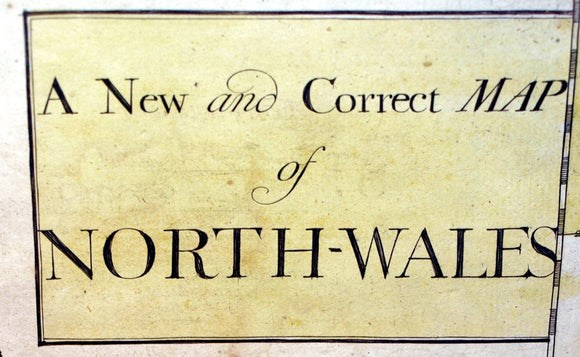 A New and Correct MAP
of
NORTH-WALES